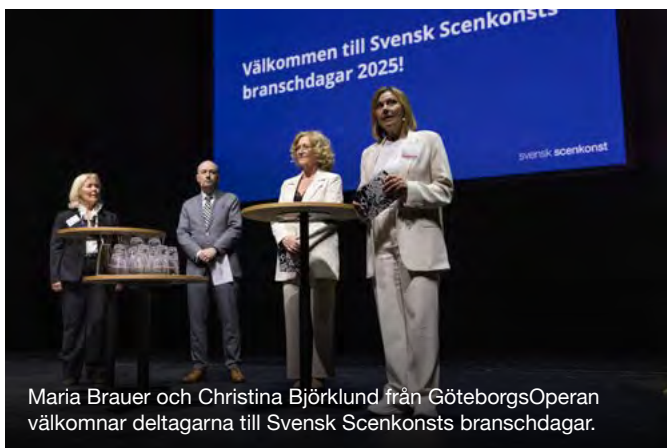 Välkommen till Svensk Scenkonsts
branschdagar 2025!
svensk scenkonst
Maria Brauer och Christina Björklund från GöteborgsOperan
välkomnar deltagarna till Svensk Scenkonsts branschdagar.